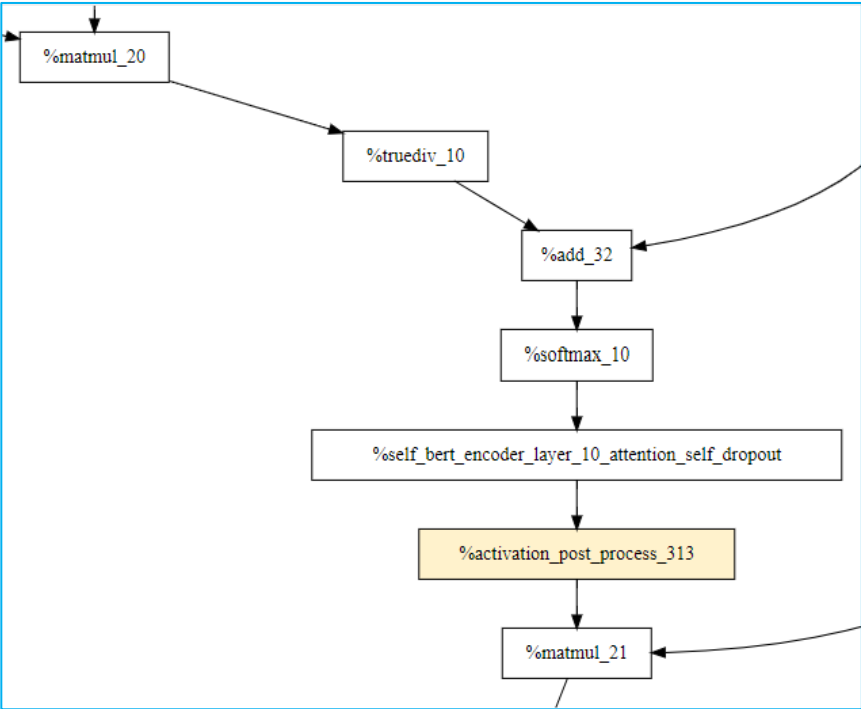 %matmul_20
%truediv_10
%add_32
%softmax_10
%self_bert_encoder_layer_10_attention_self_dropout
%activation_post_process_313
%matmul_21